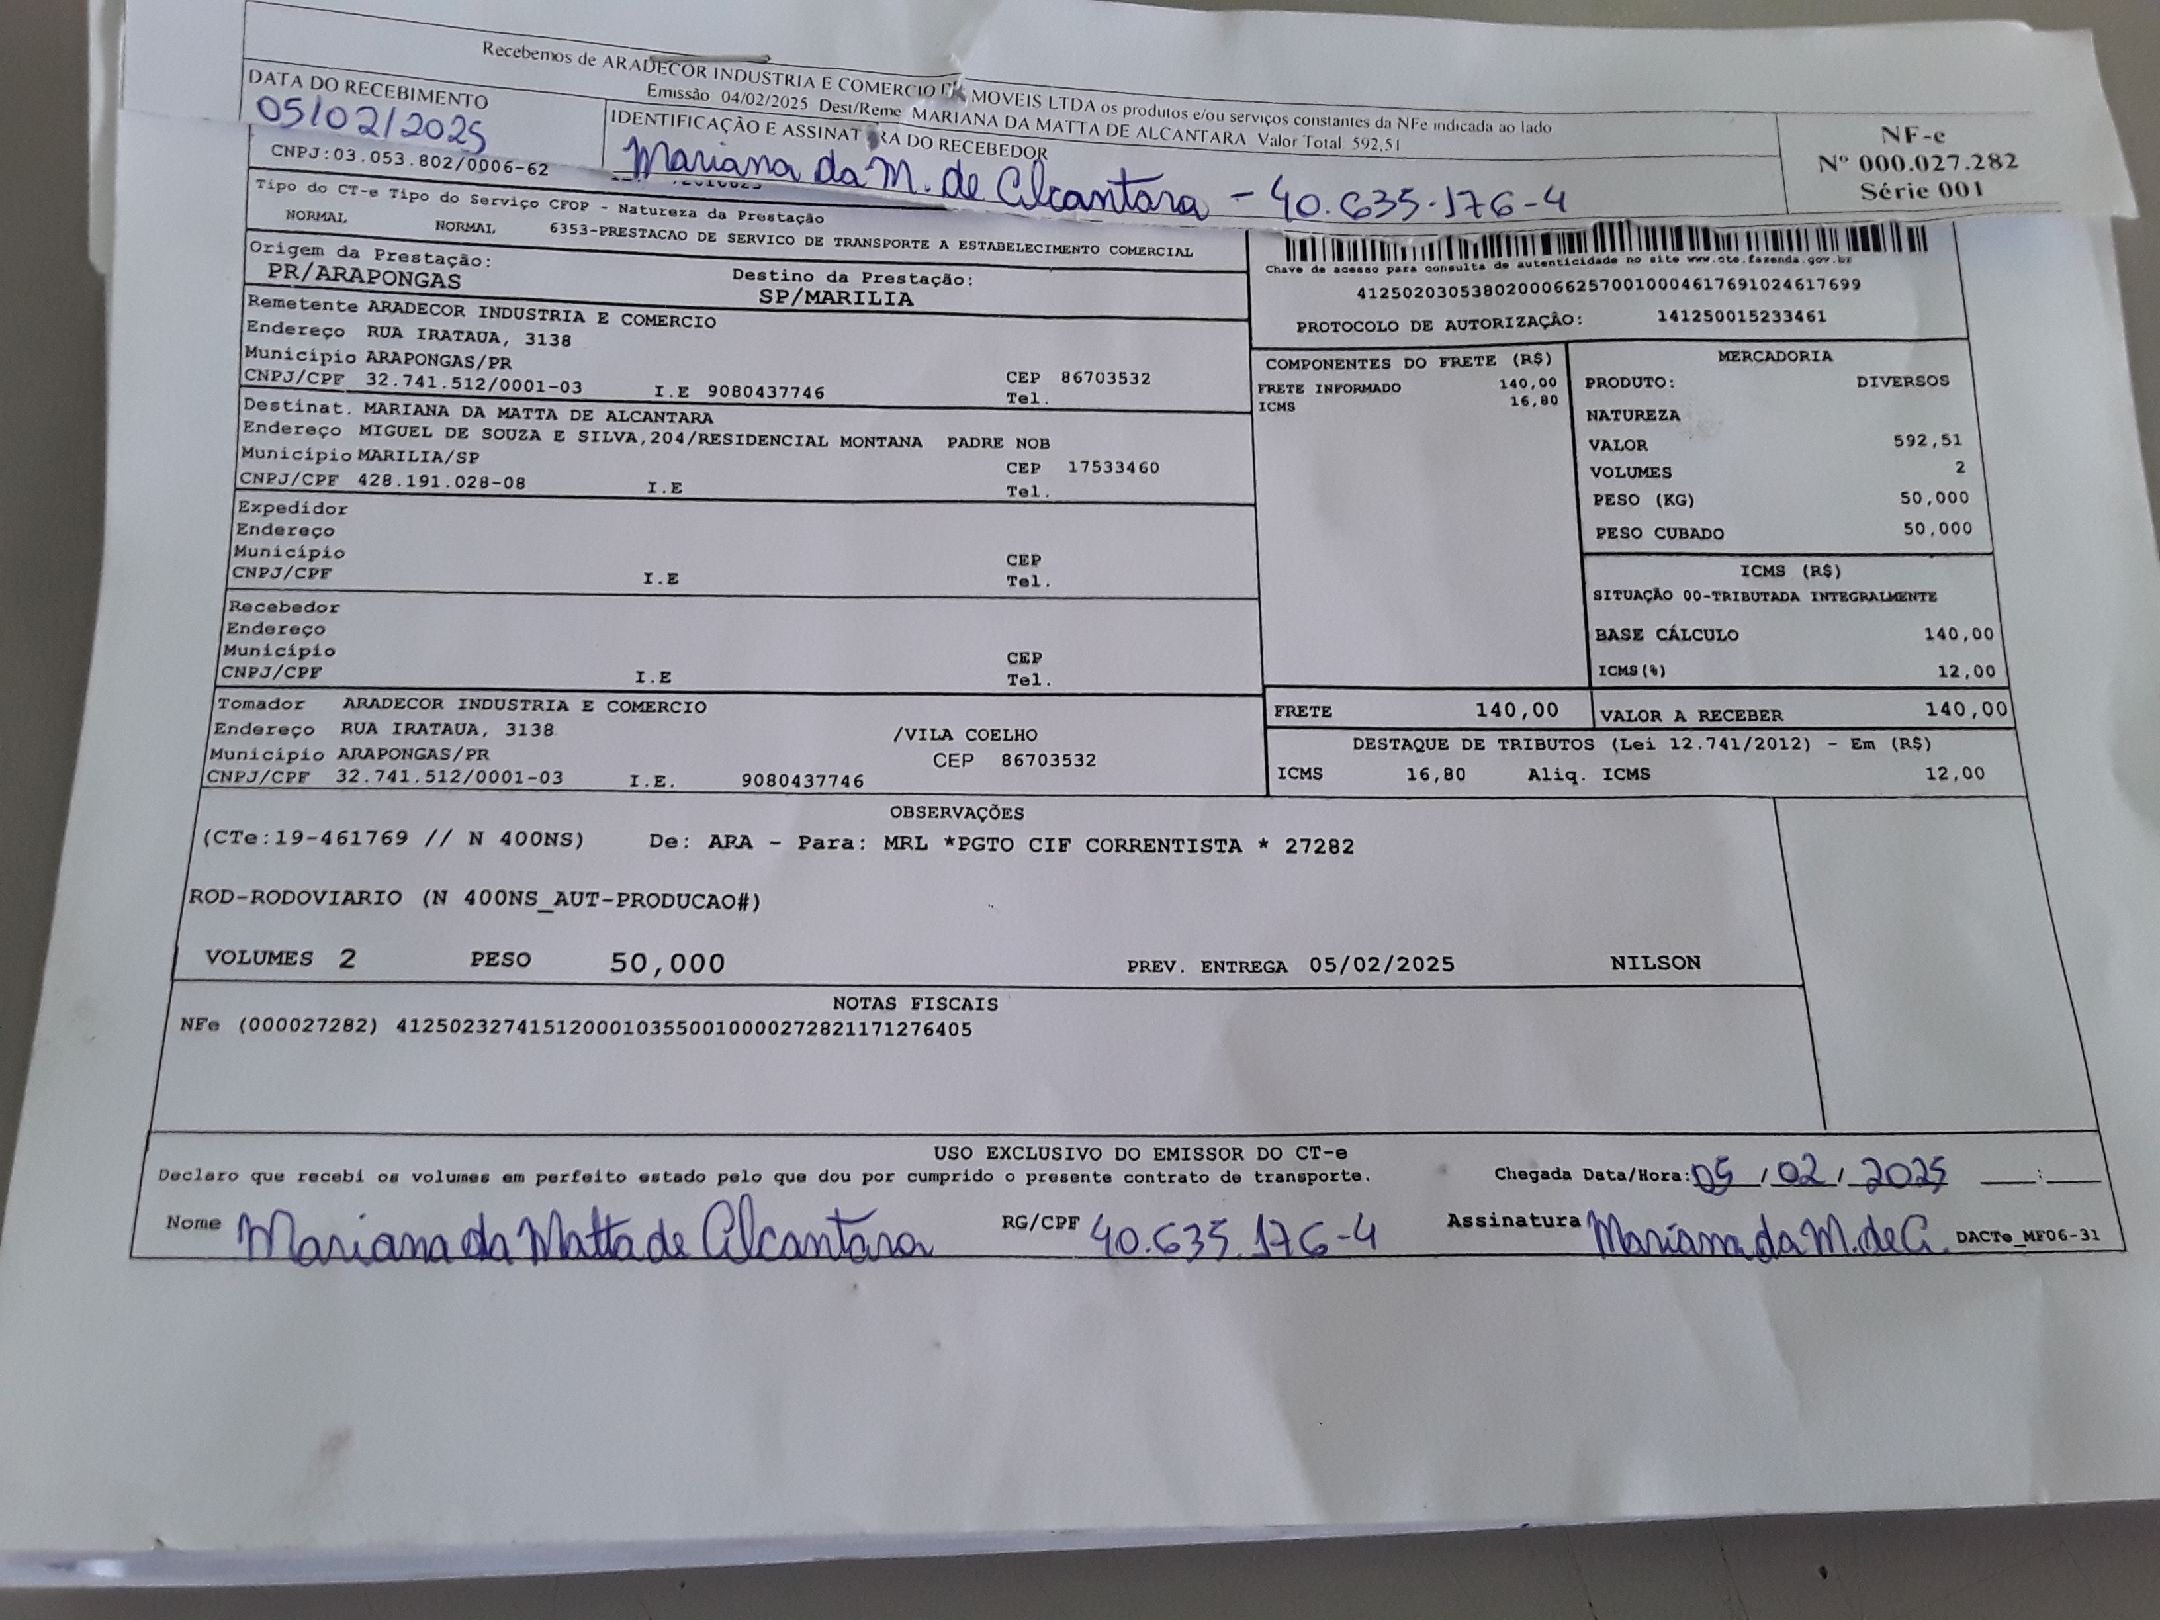 Recebemos de ARADECOR INDUSTRIA E COMERCIO DE MOVEIS LTDA os produtos e/ou serviços constantes da NFe indicada ao lado
Emissão 04/02/2025 Dest/Reme MARIANA DA MATTA DE ALCANTARA Valor Total 592,51
DATA DO RECEBIMENTO
05/02/2025
IDENTIFICAÇÃO E ASSINATURA DO RECEBEDOR
Mariana da M. de Alcantara - 40.635.176-4
NF-e
Nº 000.027.282
Série 001
CNPJ:03.053.802/0006-62
Tipo do CT-e Tipo do Serviço CFOP - Natureza da Prestação
NORMAL NORMAL 6353-PRESTACAO DE SERVICO DE TRANSPORTE A ESTABELECIMENTO COMERCIAL
Origem da Prestação: Destino da Prestação:
PR/ARAPONGAS SP/MARILIA
Chave de acesso para consulta de autenticidade no site www.cte.fazenda.gov.br
41250203053802000662570010004617691024617699
PROTOCOLO DE AUTORIZAÇÃO: 141250015233461
Remetente ARADECOR INDUSTRIA E COMERCIO
Endereço RUA IRATAUA, 3138
Município ARAPONGAS/PR CEP 86703532
CNPJ/CPF 32.741.512/0001-03 I.E 9080437746 Tel.
Destinat. MARIANA DA MATTA DE ALCANTARA
Endereço MIGUEL DE SOUZA E SILVA,204/RESIDENCIAL MONTANA PADRE NOB
Município MARILIA/SP CEP 17533460
CNPJ/CPF 428.191.028-08 I.E Tel.
Expedidor
Endereço
Município CEP
CNPJ/CPF I.E Tel.
Recebedor
Endereço
Município CEP
CNPJ/CPF I.E Tel.
Tomador ARADECOR INDUSTRIA E COMERCIO
Endereço RUA IRATAUA, 3138 /VILA COELHO
Município ARAPONGAS/PR CEP 86703532
CNPJ/CPF 32.741.512/0001-03 I.E. 9080437746
COMPONENTES DO FRETE (R$)
FRETE INFORMADO 140,00
ICMS 16,80
MERCADORIA
PRODUTO: DIVERSOS
NATUREZA
VALOR 592,51
VOLUMES 2
PESO (KG) 50,000
PESO CUBADO 50,000
ICMS (R$)
SITUAÇÃO 00-TRIBUTADA INTEGRALMENTE
BASE CÁLCULO 140,00
ICMS(%) 12,00
FRETE 140,00 VALOR A RECEBER 140,00
DESTAQUE DE TRIBUTOS (Lei 12.741/2012) - Em (R$)
ICMS 16,80 Aliq. ICMS 12,00
OBSERVAÇÕES
(CTe:19-461769 // N 400NS) De: ARA - Para: MRL *PGTO CIF CORRENTISTA * 27282
ROD-RODOVIARIO (N 400NS_AUT-PRODUCAO#)
VOLUMES 2 PESO 50,000 PREV. ENTREGA 05/02/2025 NILSON
NOTAS FISCAIS
NFe (000027282) 41250232741512000103550010000272821171276405
USO EXCLUSIVO DO EMISSOR DO CT-e
Declaro que recebi os volumes em perfeito estado pelo que dou por cumprido o presente contrato de transporte. Chegada Data/Hora: 05/02/2025 __:__
Nome Mariana da Matta de Alcantara RG/CPF 40.635.176-4 Assinatura Mariana da M. de A. DACTe_MF06-31